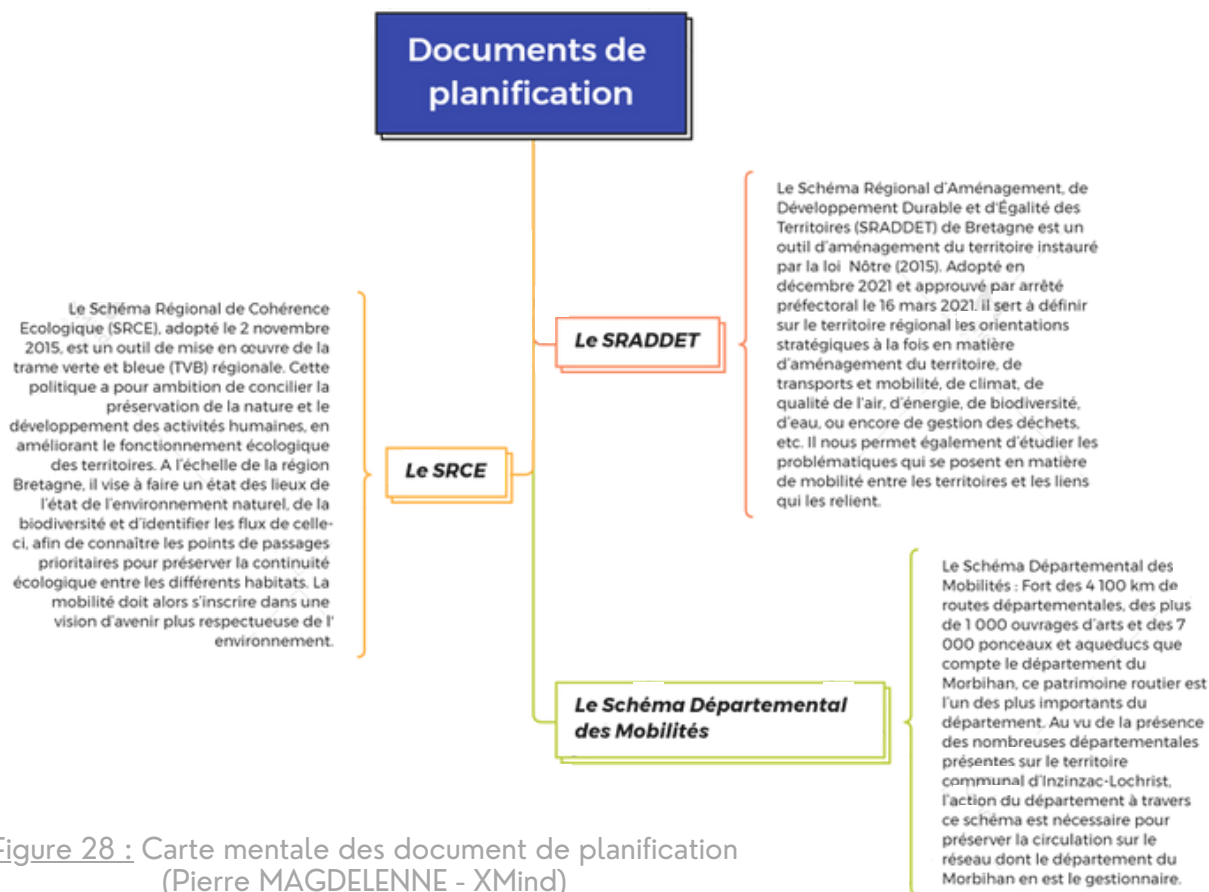 Documents de
planification
Le Schéma Régional d'Aménagement, de
Développement Durable et d'Égalité des
Territoires (SRADDET) de Bretagne est un
outil d'aménagement du territoire instauré
par la loi Nôtre (2015). Adopté en
décembre 2021 et approuvé par arrêté
préfectoral le 16 mars 2021. il sert à définir
sur le territoire régional les orientations
stratégiques à la fois en matière
d'aménagement du territoire, de
transports et mobilité, de climat, de
qualité de l'air, d'énergie, de biodiversité,
d'eau, ou encore de gestion des déchets,
etc. Il nous permet également d'étudier les
problématiques qui se posent en matière
de mobilité entre les territoires et les liens
qui les relient.
Le SRADDET
Le Schéma Régional de Cohérence
Ecologique (SRCE), adopté le 2 novembre
2015, est un outil de mise en œuvre de la
trame verte et bleue (TVB) régionale. Cette
politique a pour ambition de concilier la
préservation de la nature et le
développement des activités humaines, en
améliorant le fonctionnement écologique
des territoires. A l'échelle de la région
Bretagne, il vise à faire un état des lieux de
l'état de l'environnement naturel, de la
biodiversité et d'identifier les flux de celle-
ci, afin de connaître les points de passages
prioritaires pour préserver la continuité
écologique entre les différents habitats. La
mobilité doit alors s'inscrire dans une
vision d'avenir plus respectueuse de l'
environnement.
Le SRCE
Le Schéma Départemental des
Mobilités : Fort des 4 100 km de
routes départementales, des plus
de 1 000 ouvrages d'arts et des 7
000 ponceaux et aqueducs que
compte le département du
Morbihan, ce patrimoine routier est
l'un des plus importants du
département. Au vu de la présence
des nombreuses départementales
présentes sur le territoire
communal d'Inzinzac-Lochrist,
l'action du département à travers
ce schéma est nécessaire pour
préserver la circulation sur le
réseau dont le département du
Morbihan en est le gestionnaire.
Le Schéma Départemental
des Mobilités
Figure 28 : Carte mentale des document de planification
(Pierre MAGDELENNE - XMind)